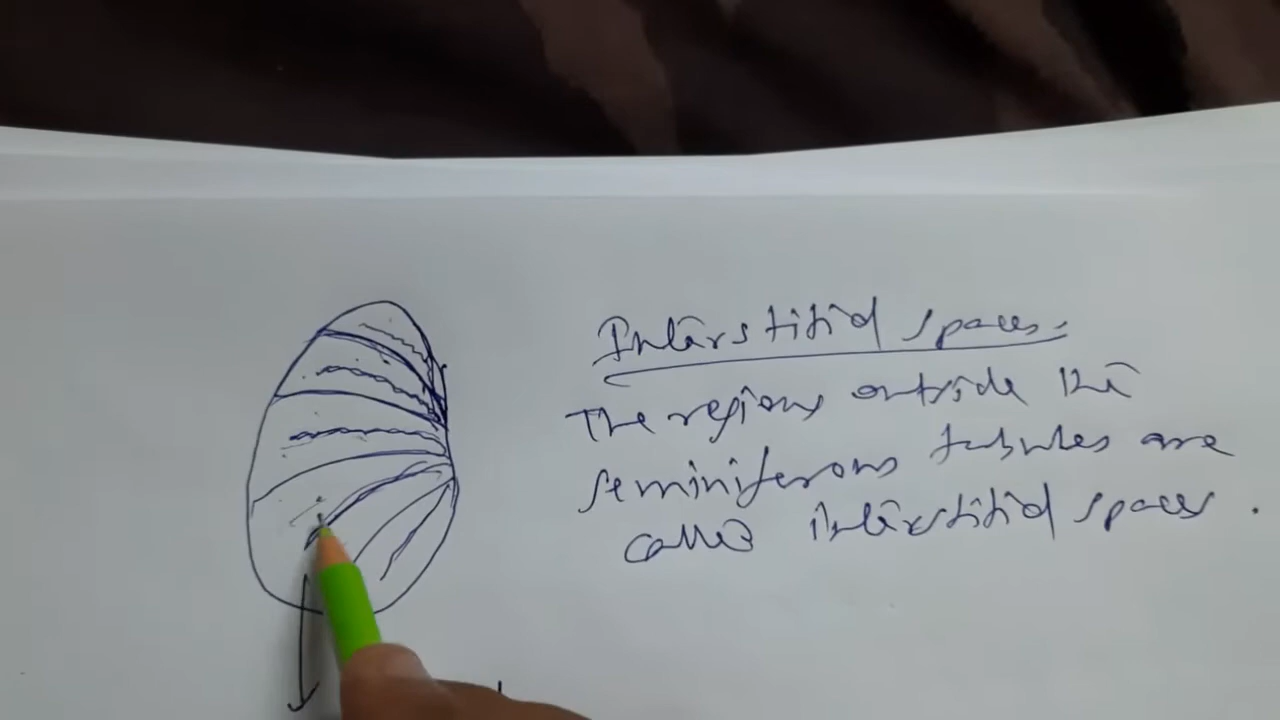 Interstitial spaces:
The regions outside the
seminiferous tubules are
called interstitial spaces.